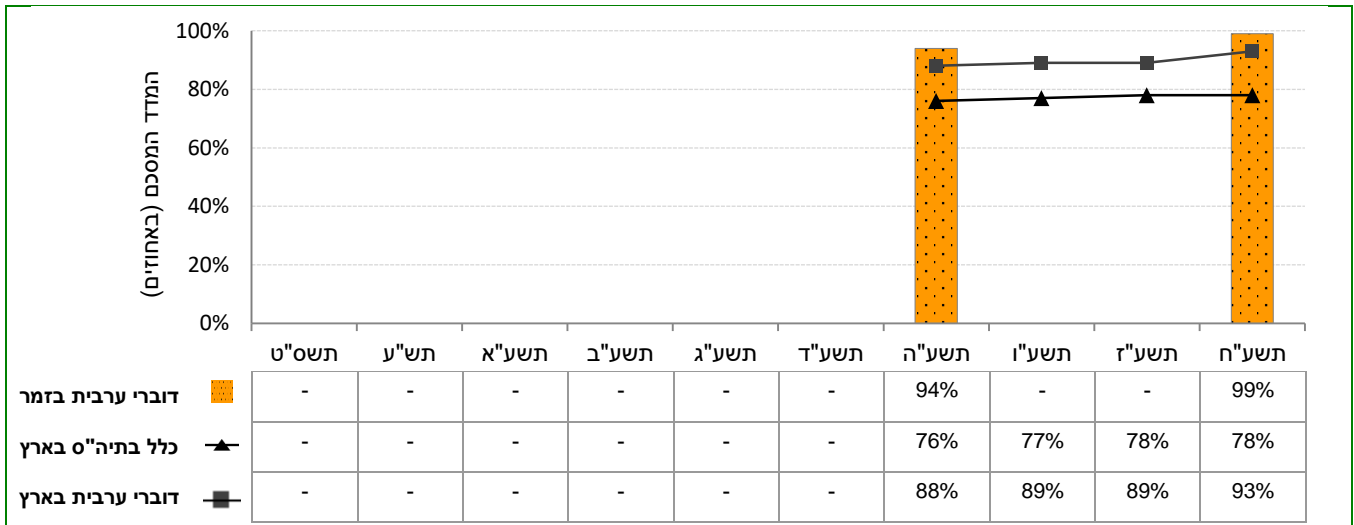 100%
80%
60%
40%
20%
0%
המדד המסכם (באחוזים)
תשס"ט תש"ע תשע"א תשע"ב תשע"ג תשע"ד תשע"ה תשע"ו תשע"ז תשע"ח
דוברי ערבית בזמר - - - - - - 94% - - 99%
כלל בתיה"ס בארץ - - - - - - 76% 77% 78% 78%
דוברי ערבית בארץ - - - - - - 88% 89% 89% 93%